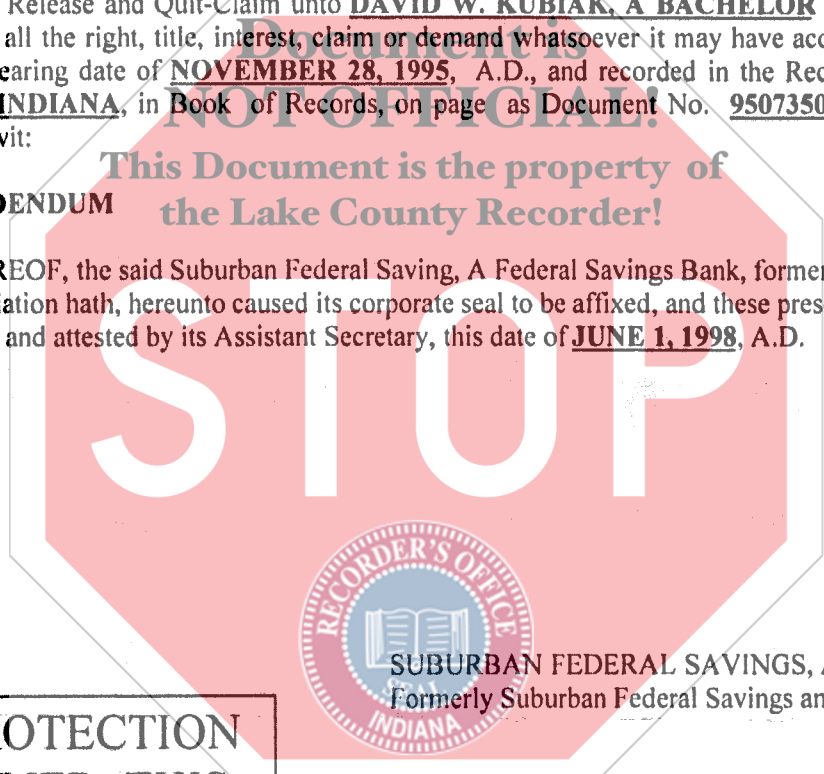 Release and Quit-Claim unto DAVID W. KUBIAK, A BACHELOR
all the right, title, interest, claim or demand whatsoever it may have acc
earing date of NOVEMBER 28, 1995, A.D., and recorded in the Rec
INDIANA, in Book of Records, on page as Document No. 9507350
vit:
Document is
NOT OFFICIAL!
This Document is the property of
the Lake County Recorder!
DENDUM
REOF, the said Suburban Federal Saving, A Federal Savings Bank, former
iation hath, hereunto caused its corporate seal to be affixed, and these pres
and attested by its Assistant Secretary, this date of JUNE 1, 1998, A.D.
STOP
RECORDER'S OFFICE
SEAL
INDIANA
SUBURBAN FEDERAL SAVINGS, A
Formerly Suburban Federal Savings an
OTECTION